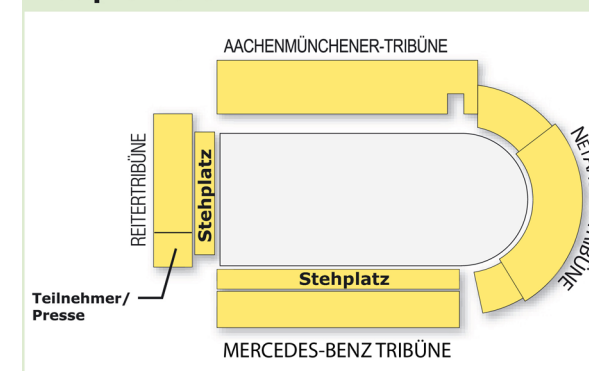 AACHENMÜNCHENER-TRIBÜNE
REITERTRIBÜNE
Stehplatz
Stehplatz
Teilnehmer/
Presse
MERCEDES-BENZ TRIBÜNE